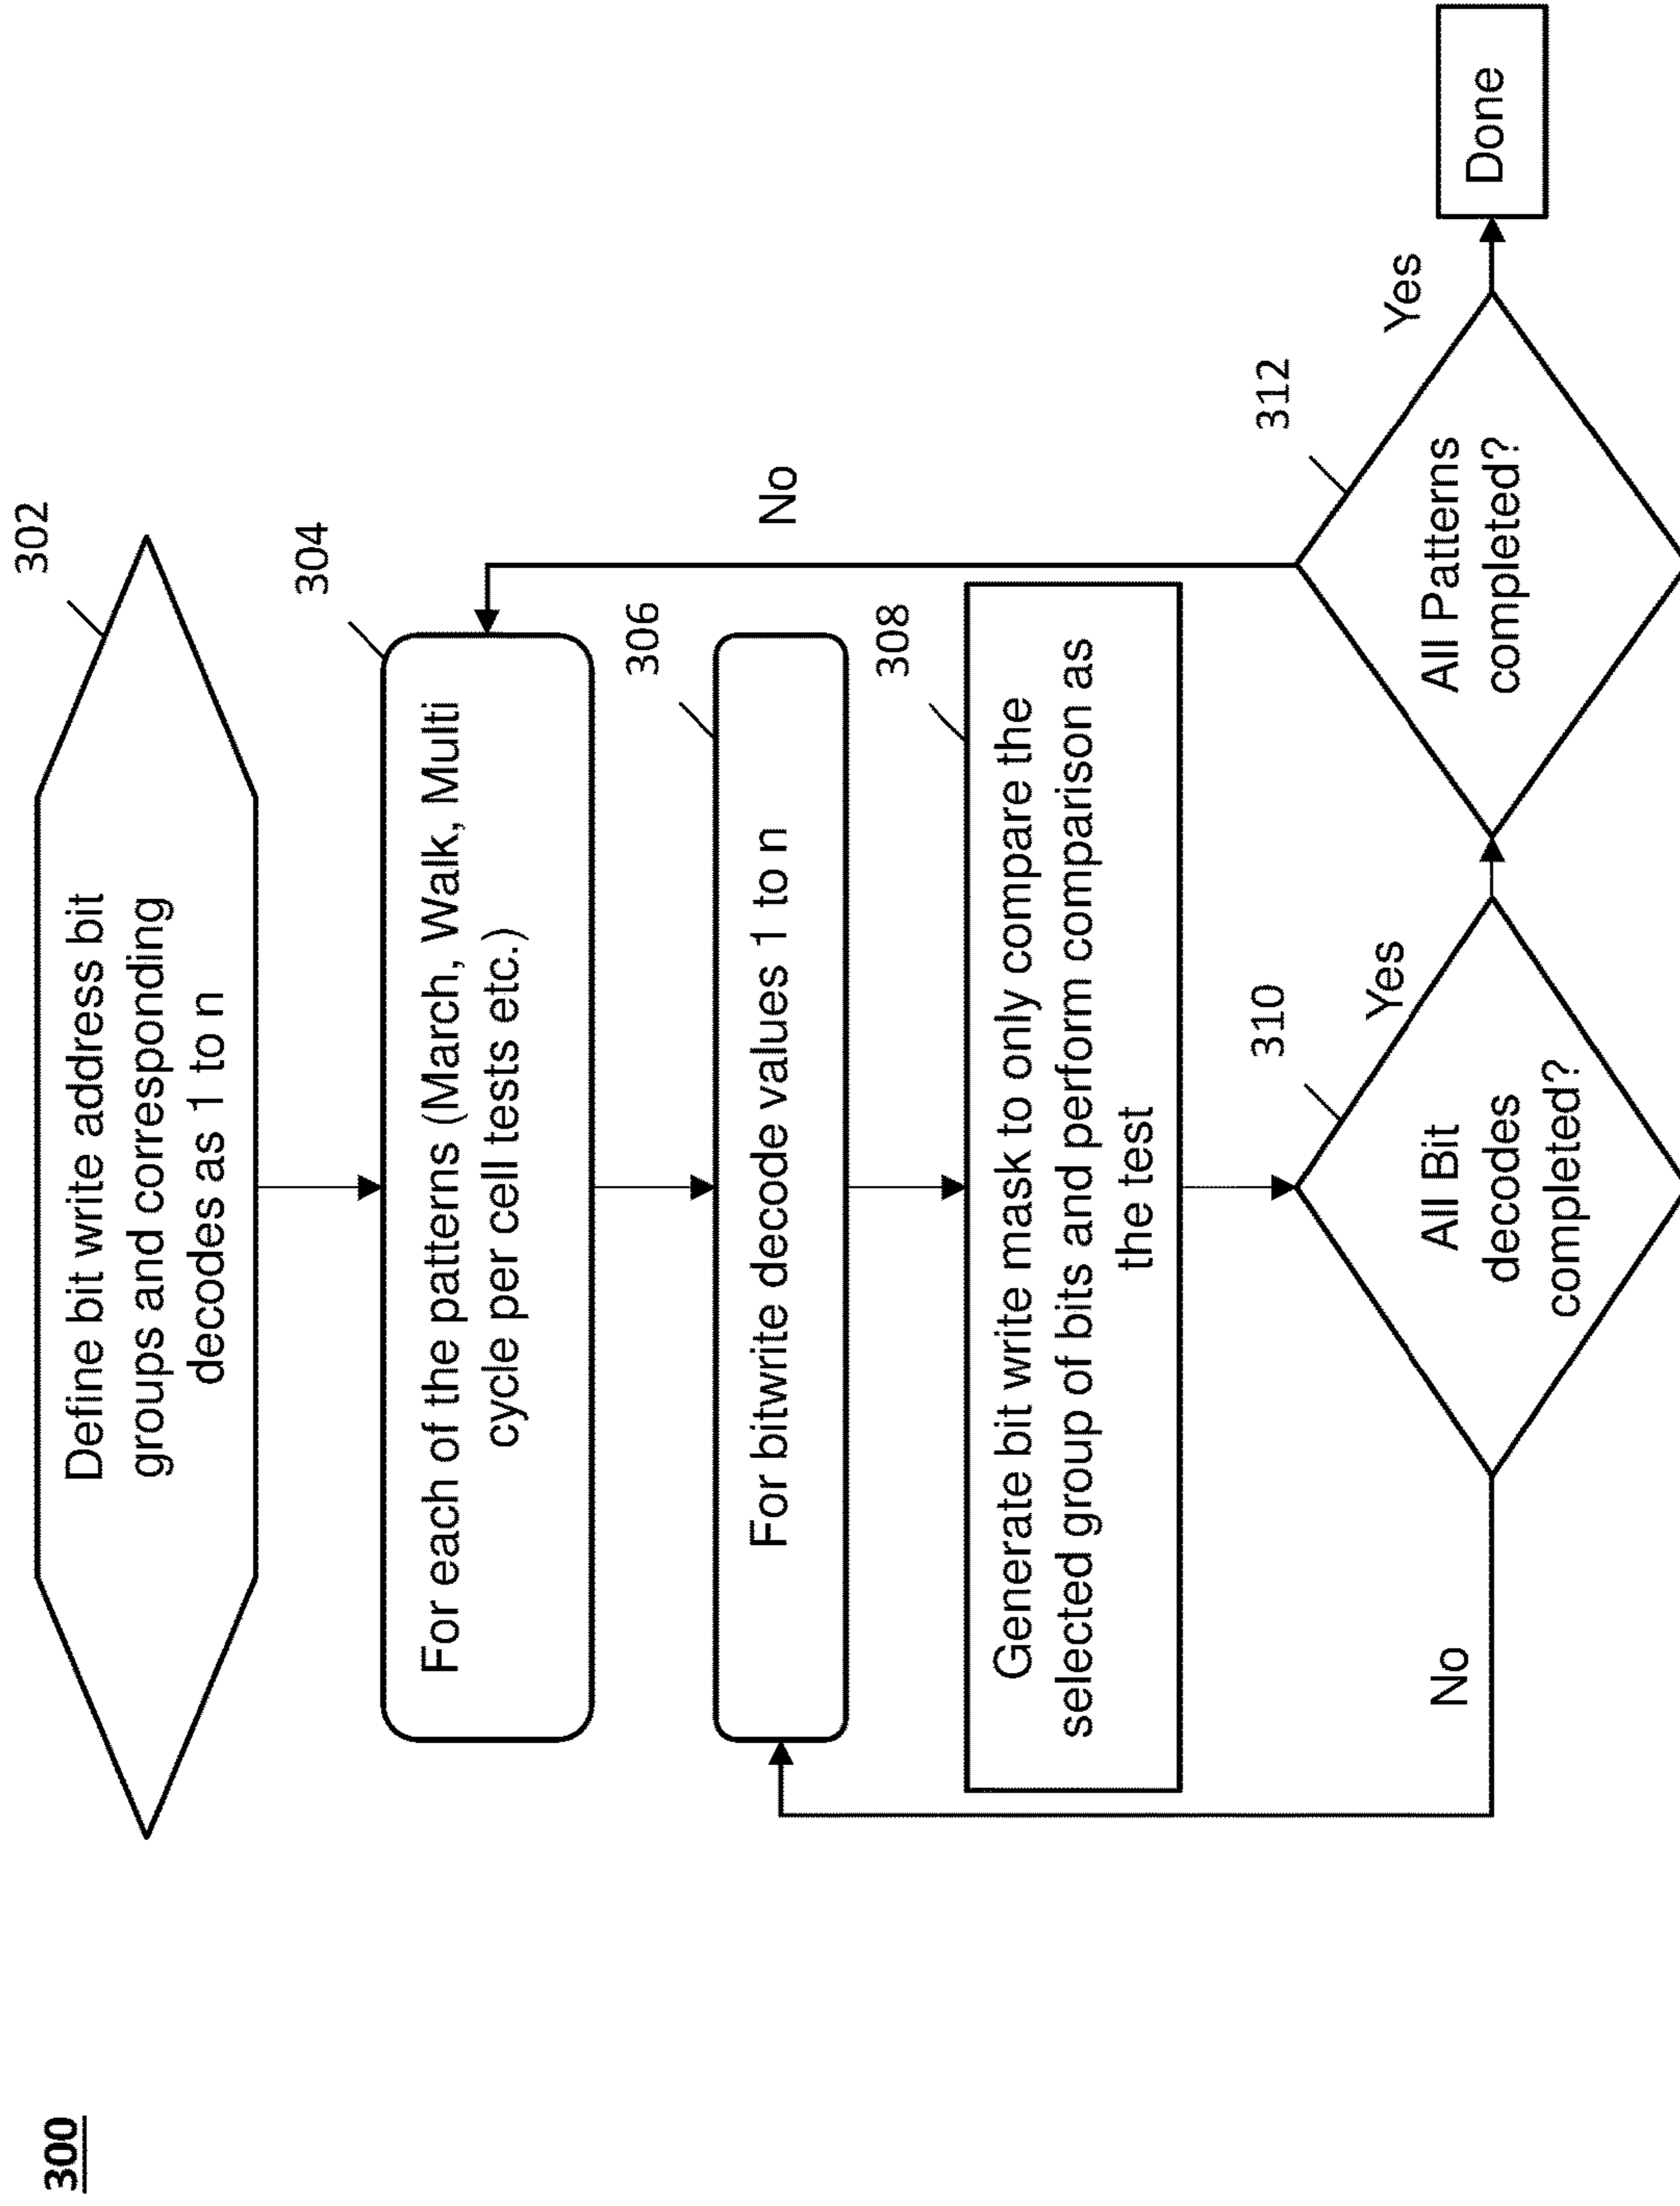 300
302
Define bit write address bit
groups and corresponding
decodes as 1 to n
304
For each of the patterns (March, Walk, Multi
cycle per cell tests etc.)
306
For bitwrite decode values 1 to n
308
Generate bit write mask to only compare the
selected group of bits and perform comparison as
the test
No
310
All Bit
decodes
completed?
Yes
No
312
All Patterns
completed?
Yes
Done